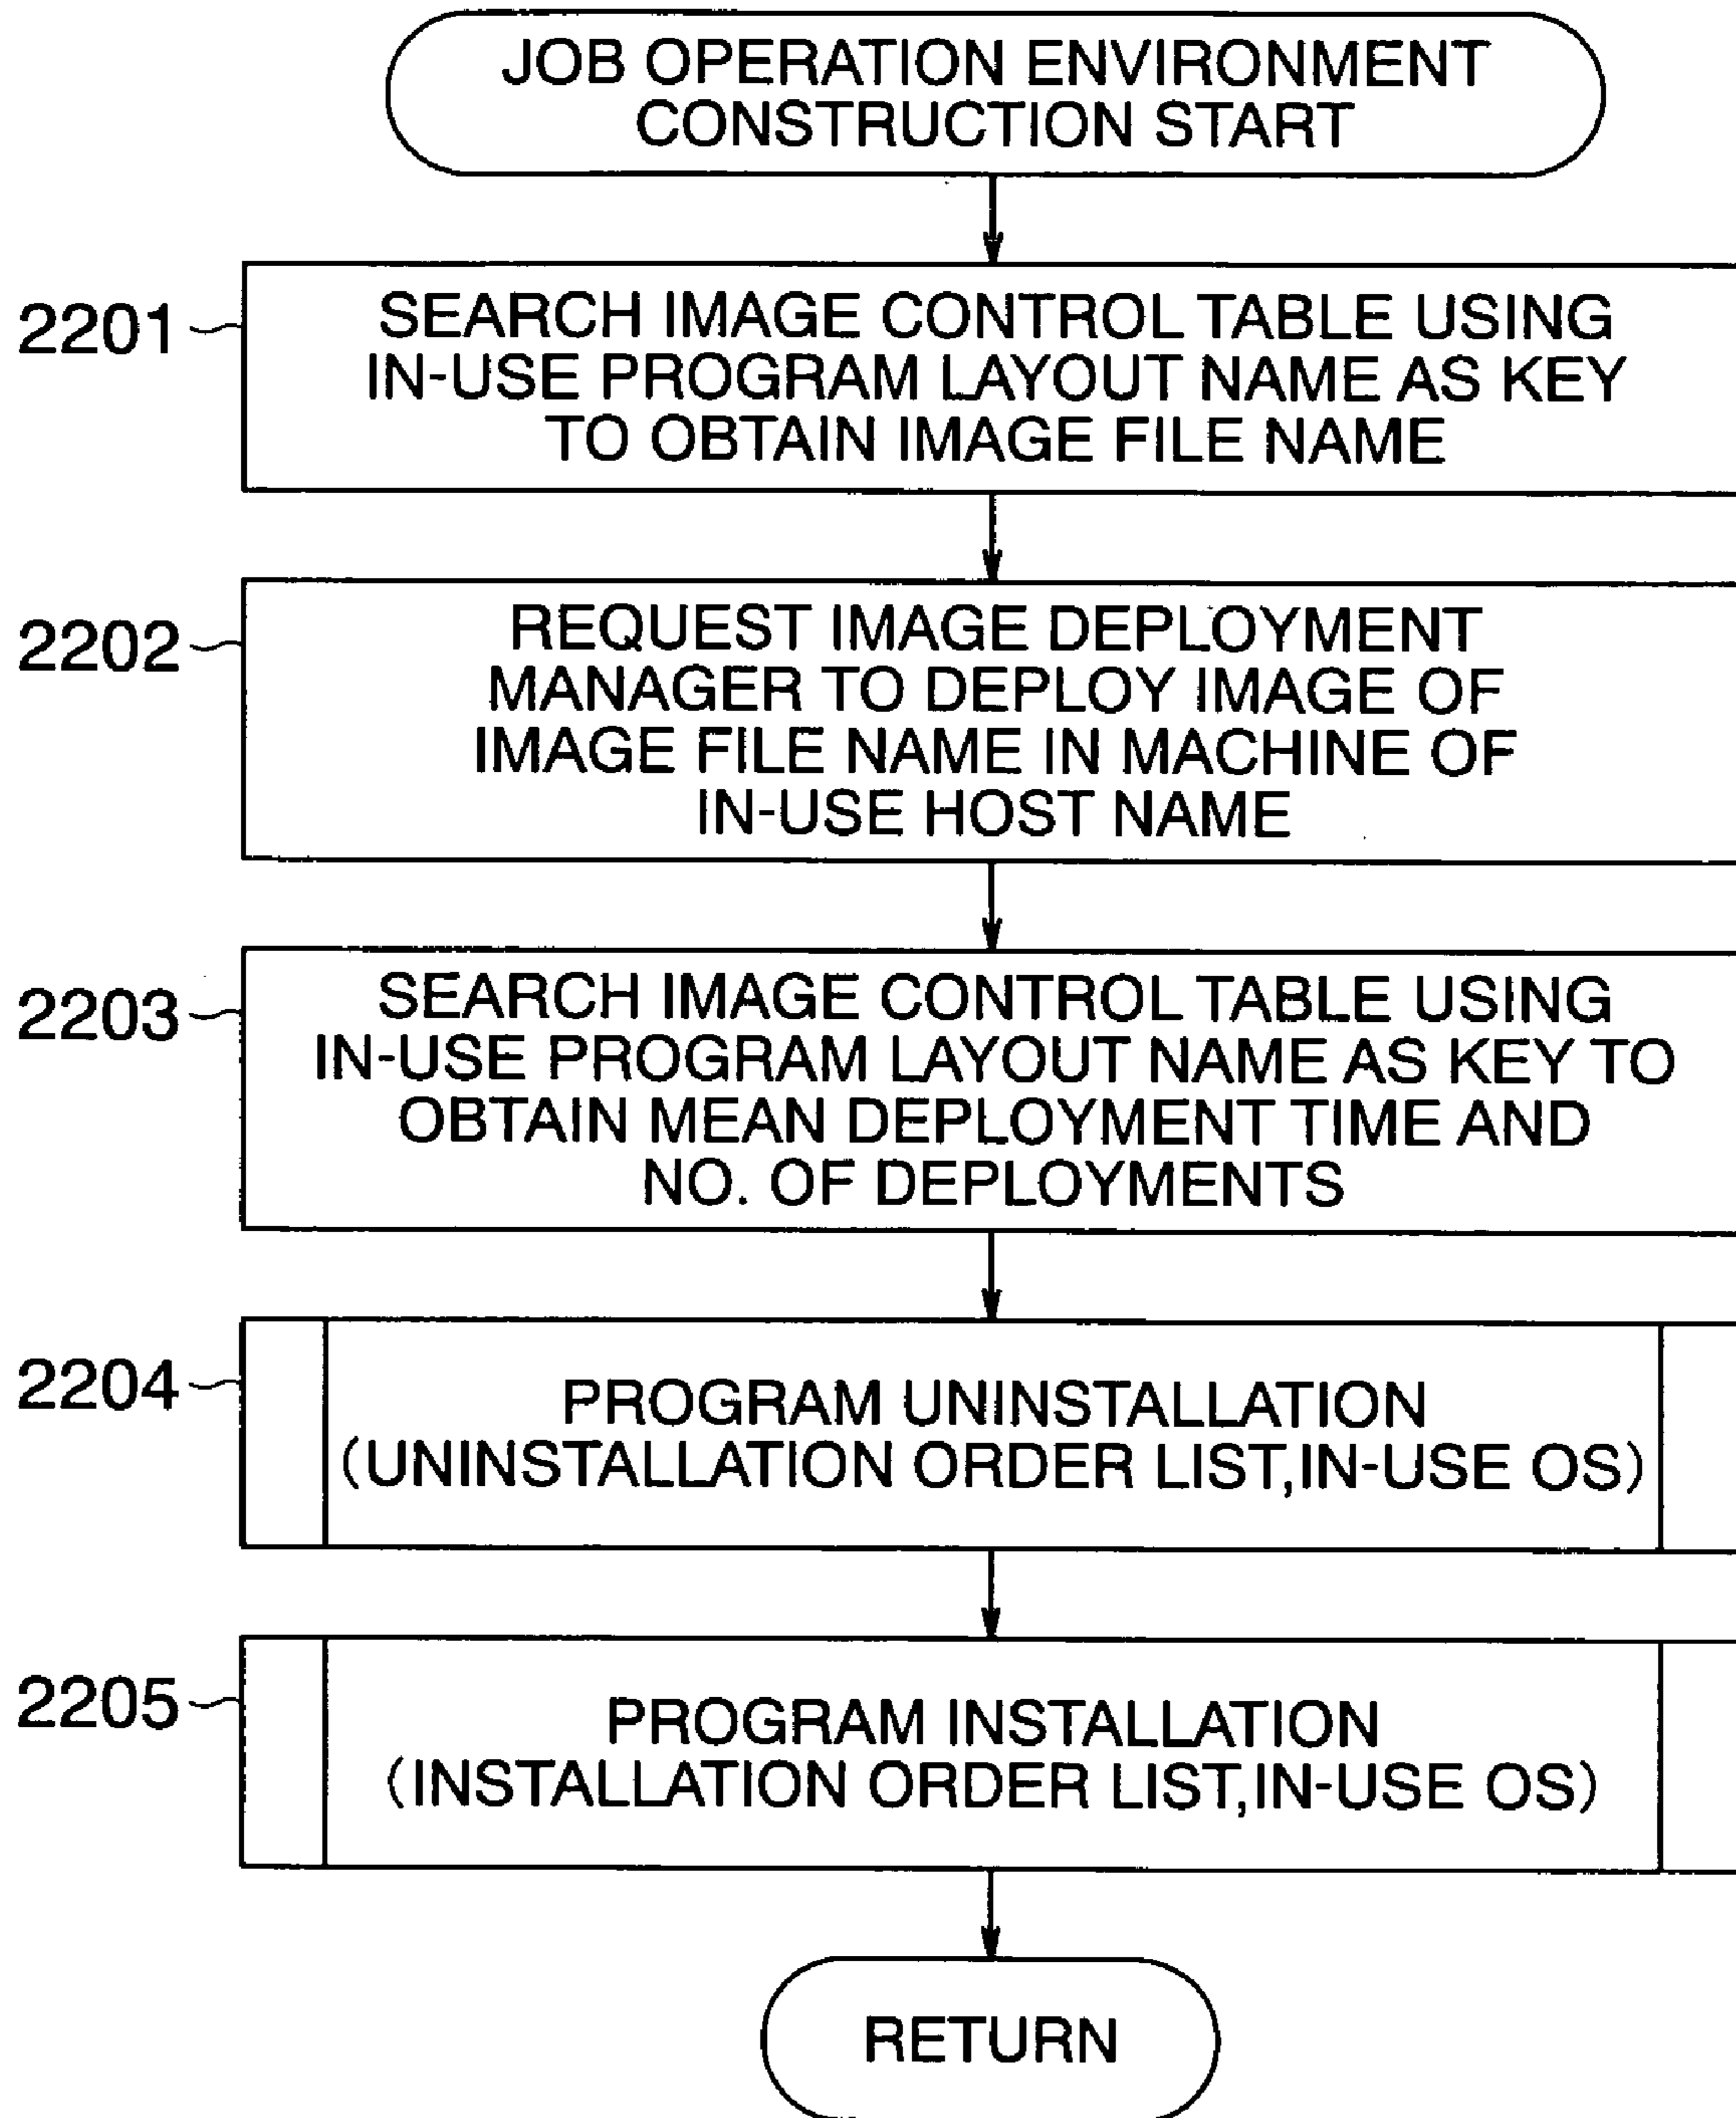 JOB OPERATION ENVIRONMENT
CONSTRUCTION START
2201
SEARCH IMAGE CONTROL TABLE USING
IN-USE PROGRAM LAYOUT NAME AS KEY
TO OBTAIN IMAGE FILE NAME
2202
REQUEST IMAGE DEPLOYMENT
MANAGER TO DEPLOY IMAGE OF
IMAGE FILE NAME IN MACHINE OF
IN-USE HOST NAME
2203
SEARCH IMAGE CONTROL TABLE USING
IN-USE PROGRAM LAYOUT NAME AS KEY TO
OBTAIN MEAN DEPLOYMENT TIME AND
NO. OF DEPLOYMENTS
2204
PROGRAM UNINSTALLATION
(UNINSTALLATION ORDER LIST,IN-USE OS)
2205
PROGRAM INSTALLATION
(INSTALLATION ORDER LIST,IN-USE OS)
RETURN